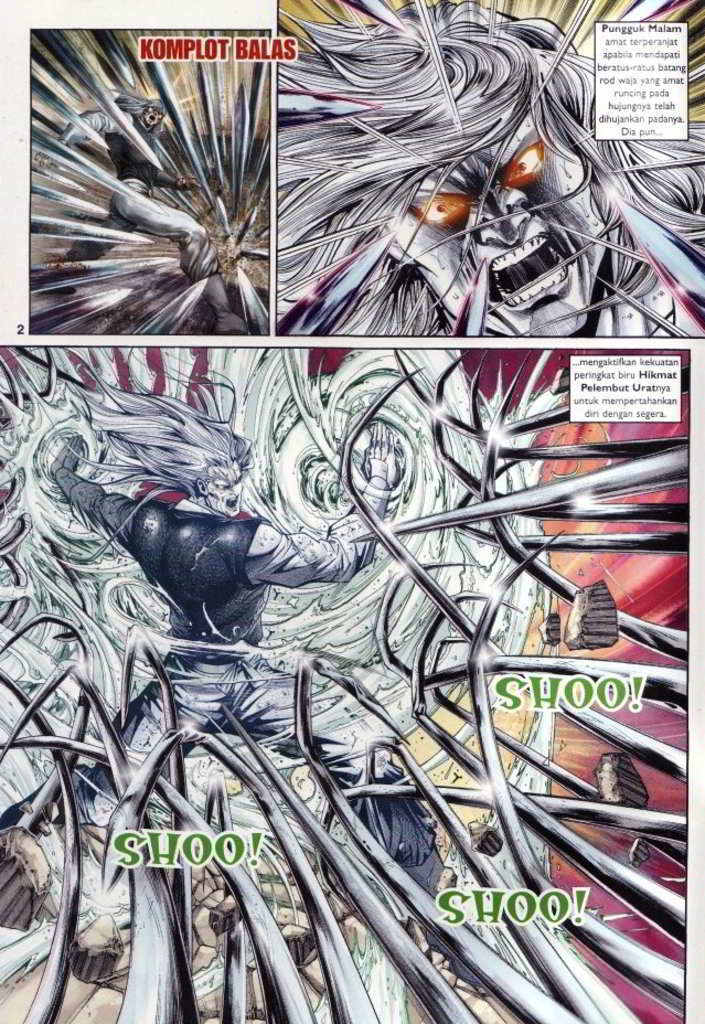 KOMPLOT BALAS
Pungguk Malam
amat terperanjat
apabila mendapati
beratus-ratus batang
rod waja yang amat
runcing pada
hujungnya telah
dihujankan padanya.
Dia pun...
2
...mengaktifkan kekuatan
peringkat biru Hikmat
Pelembut Uratnya
untuk mempertahankan
diri dengan segera.
SHOO!
SHOO!
SHOO!